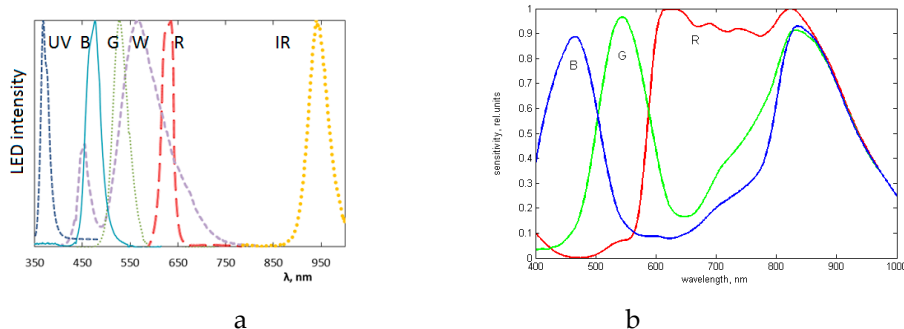 LED intensity
UV B G W R IR
350 450 550 650 750 850 950
λ, nm
a
sensitivity, rel.units
1
0.9
0.8
0.7
0.6
0.5
0.4
0.3
0.2
0.1
0
B G R
400 500 600 700 800 900 1000
wavelength, nm
b